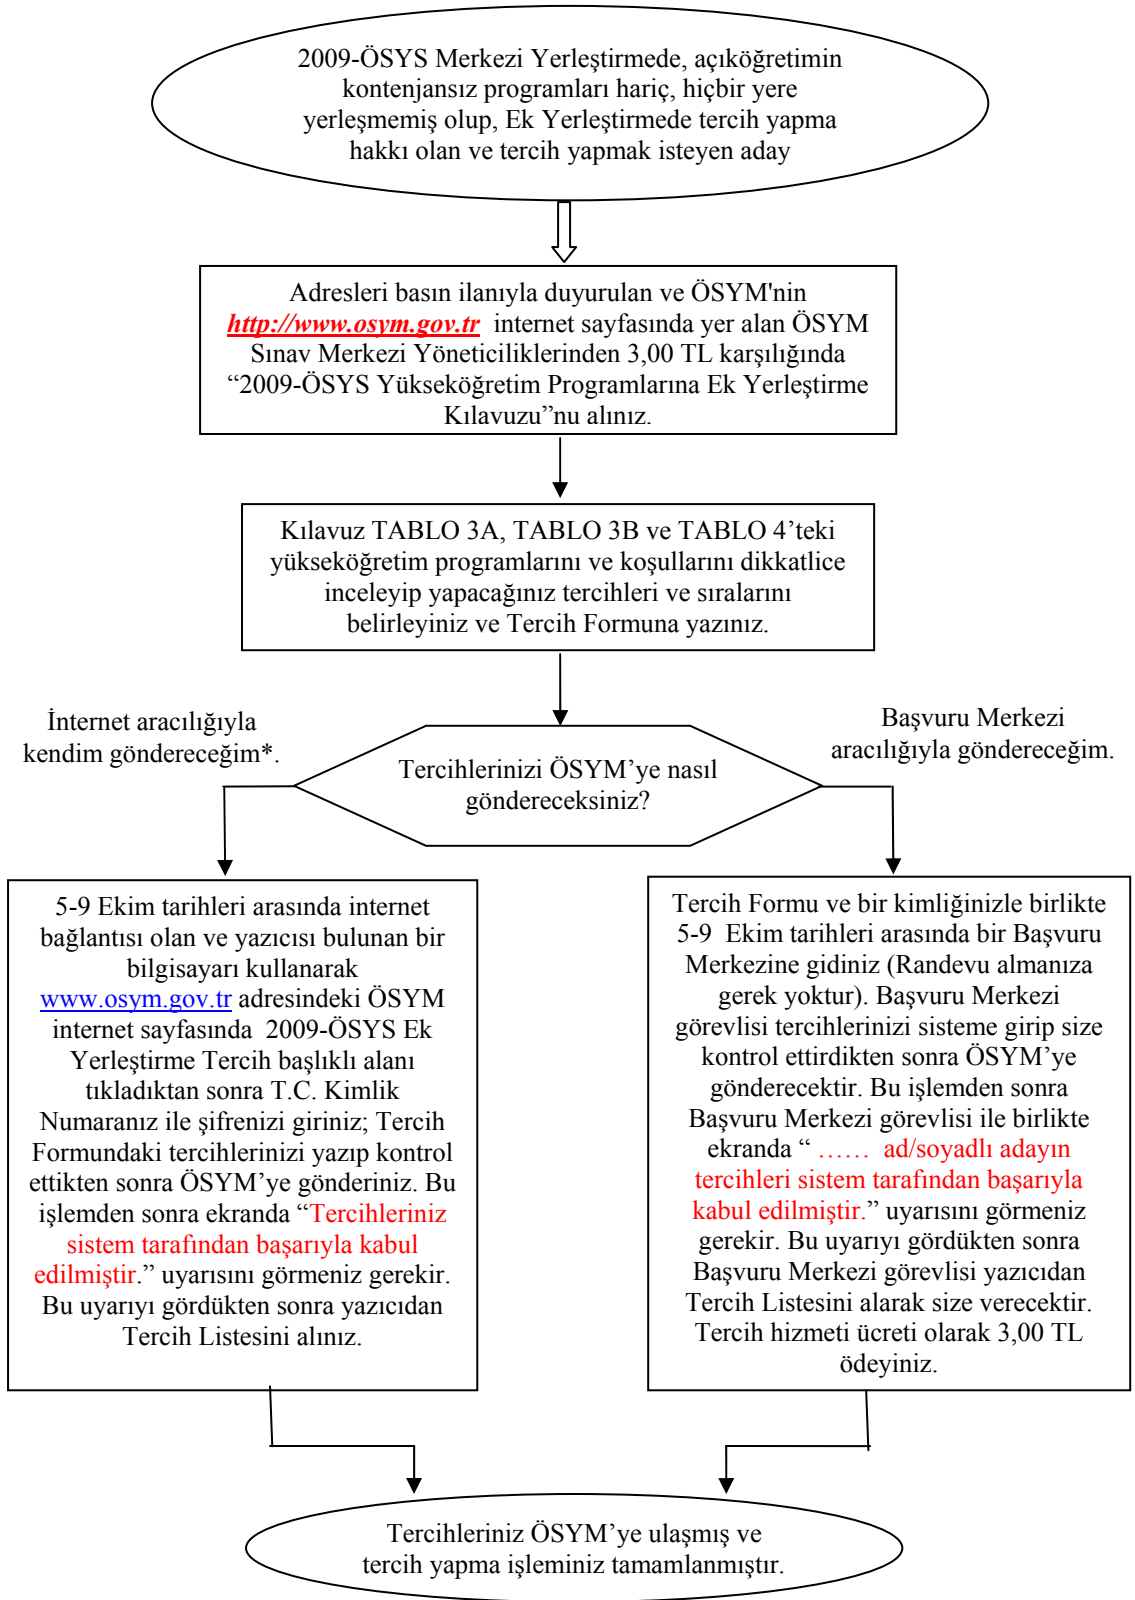 2009-ÖSYS Merkezi Yerleştirmede, açıköğretimin
kontenjansız programları hariç, hiçbir yere
yerleşmemiş olup, Ek Yerleştirmede tercih yapma
hakkı olan ve tercih yapmak isteyen aday
Adresleri basın ilanıyla duyurulan ve ÖSYM'nin
http://www.osym.gov.tr internet sayfasında yer alan ÖSYM
Sınav Merkezi Yöneticiliklerinden 3,00 TL karşılığında
“2009-ÖSYS Yükseköğretim Programlarına Ek Yerleştirme
Kılavuzu”nu alınız.
Kılavuz TABLO 3A, TABLO 3B ve TABLO 4’teki
yükseköğretim programlarını ve koşullarını dikkatlice
inceleyip yapacağınız tercihleri ve sıralarını
belirleyiniz ve Tercih Formuna yazınız.
İnternet aracılığıyla
kendim göndereceğim*.
Başvuru Merkezi
aracılığıyla göndereceğim.
Tercihlerinizi ÖSYM’ye nasıl
göndereceksiniz?
5-9 Ekim tarihleri arasında internet
bağlantısı olan ve yazıcısı bulunan bir
bilgisayarı kullanarak
www.osym.gov.tr adresindeki ÖSYM
internet sayfasında 2009-ÖSYS Ek
Yerleştirme Tercih başlıklı alanı
tıkladıktan sonra T.C. Kimlik
Numaranız ile şifrenizi giriniz; Tercih
Formundaki tercihlerinizi yazıp kontrol
ettikten sonra ÖSYM’ye gönderiniz. Bu
işlemden sonra ekranda “Tercihleriniz
sistem tarafından başarıyla kabul
edilmiştir.” uyarısını görmeniz gerekir.
Bu uyarıyı gördükten sonra yazıcıdan
Tercih Listesini alınız.
Tercih Formu ve bir kimliğinizle birlikte
5-9 Ekim tarihleri arasında bir Başvuru
Merkezine gidiniz (Randevu almanıza
gerek yoktur). Başvuru Merkezi
görevlisi tercihlerinizi sisteme girip size
kontrol ettirdikten sonra ÖSYM’ye
gönderecektir. Bu işlemden sonra
Başvuru Merkezi görevlisi ile birlikte
ekranda “ …… ad/soyadlı adayın
tercihleri sistem tarafından başarıyla
kabul edilmiştir.” uyarısını görmeniz
gerekir. Bu uyarıyı gördükten sonra
Başvuru Merkezi görevlisi yazıcıdan
Tercih Listesini alarak size verecektir.
Tercih hizmeti ücreti olarak 3,00 TL
ödeyiniz.
Tercihleriniz ÖSYM’ye ulaşmış ve
tercih yapma işleminiz tamamlanmıştır.